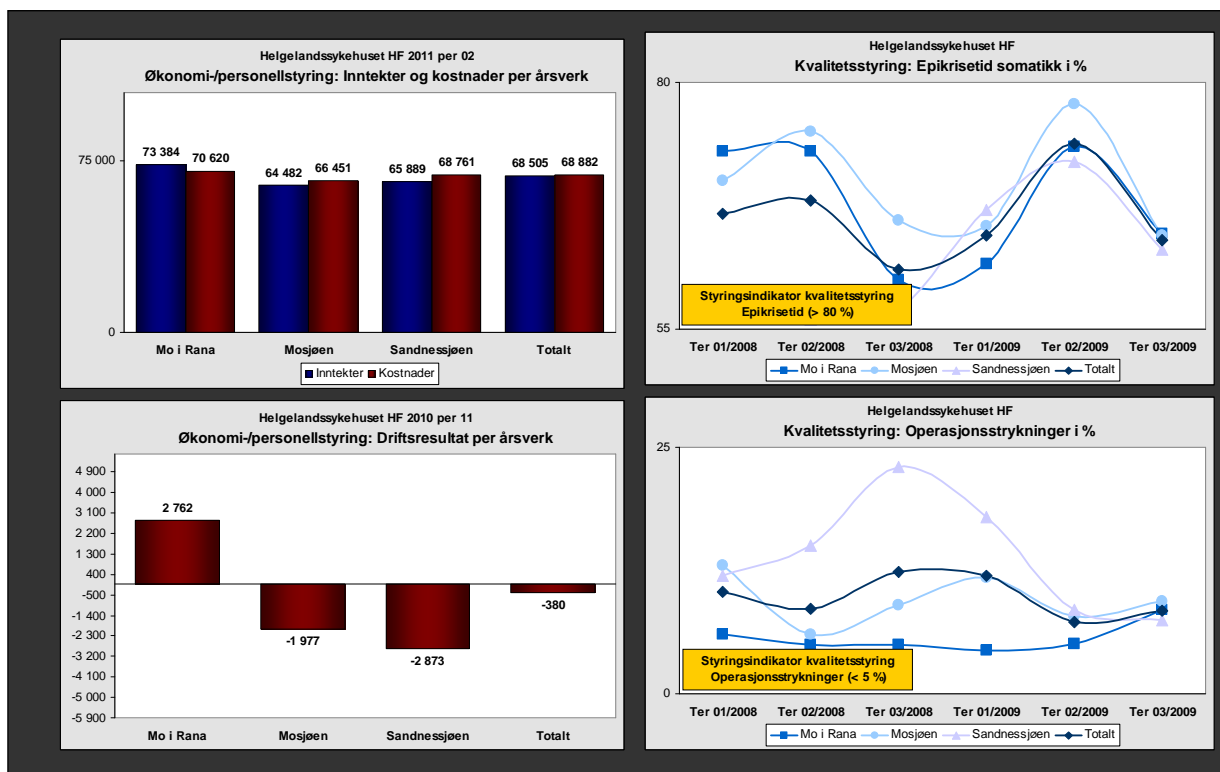 Helgelandssykehuset HF 2011 per 02
Økonomi-/personellstyring: Inntekter og kostnader per årsverk
75 000
0
73 384
70 620
64 482
66 451
65 889
68 761
68 505
68 882
Mo i Rana
Mosjøen
Sandnessjøen
Totalt
Inntekter
Kostnader
Helgelandssykehuset HF
Kvalitetsstyring: Epikrisetid somatikk i %
80
55
Styringsindikator kvalitetsstyring
Epikrisetid (> 80 %)
Ter 01/2008
Ter 02/2008
Ter 03/2008
Ter 01/2009
Ter 02/2009
Ter 03/2009
Mo i Rana
Mosjøen
Sandnessjøen
Totalt
Helgelandssykehuset HF 2010 per 11
Økonomi-/personellstyring: Driftsresultat per årsverk
4 900
4 000
3 100
2 200
1 300
400
-500
-1 400
-2 300
-3 200
-4 100
-5 000
-5 900
2 762
-1 977
-2 873
-380
Mo i Rana
Mosjøen
Sandnessjøen
Totalt
Helgelandssykehuset HF
Kvalitetsstyring: Operasjonsstrykninger i %
25
0
Styringsindikator kvalitetsstyring
Operasjonsstrykninger (< 5 %)
Ter 01/2008
Ter 02/2008
Ter 03/2008
Ter 01/2009
Ter 02/2009
Ter 03/2009
Mo i Rana
Mosjøen
Sandnessjøen
Totalt